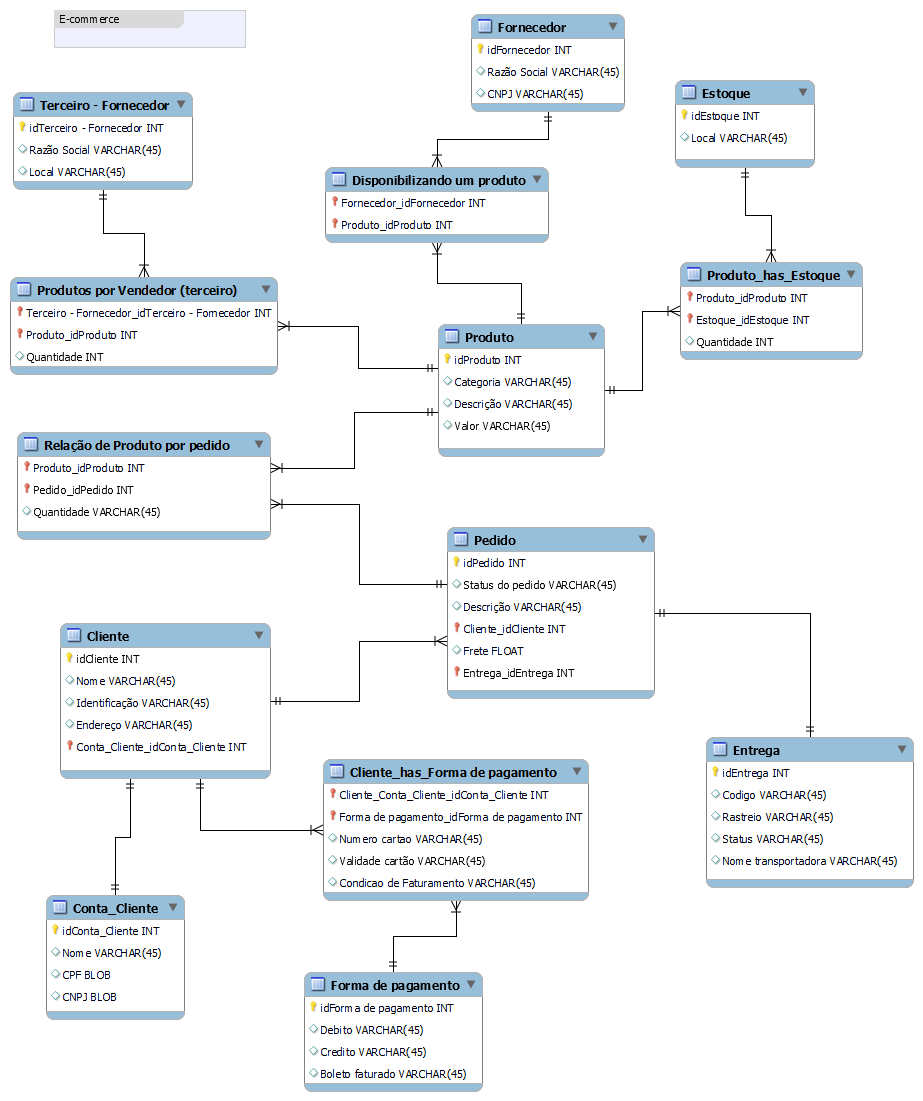 E-commerce
Fornecedor
idFornecedor INT
Razão Social VARCHAR(45)
CNPJ VARCHAR(45)
Terceiro - Fornecedor
idTerceiro - Fornecedor INT
Razão Social VARCHAR(45)
Local VARCHAR(45)
Estoque
idEstoque INT
Local VARCHAR(45)
Disponibilizando um produto
Fornecedor_idFornecedor INT
Produto_idProduto INT
Produtos por Vendedor (terceiro)
Terceiro - Fornecedor_idTerceiro - Fornecedor INT
Produto_idProduto INT
Quantidade INT
Produto_has_Estoque
Produto_idProduto INT
Estoque_idEstoque INT
Quantidade INT
Produto
idProduto INT
Categoria VARCHAR(45)
Descrição VARCHAR(45)
Valor VARCHAR(45)
Relação de Produto por pedido
Produto_idProduto INT
Pedido_idPedido INT
Quantidade VARCHAR(45)
Pedido
idPedido INT
Status do pedido VARCHAR(45)
Descrição VARCHAR(45)
Cliente_idCliente INT
Frete FLOAT
Entrega_idEntrega INT
Cliente
idCliente INT
Nome VARCHAR(45)
Identificação VARCHAR(45)
Endereço VARCHAR(45)
Conta_Cliente_idConta_Cliente INT
Entrega
idEntrega INT
Codigo VARCHAR(45)
Rastreio VARCHAR(45)
Status VARCHAR(45)
Nome transportadora VARCHAR(45)
Cliente_has_Forma de pagamento
Cliente_Conta_Cliente_idConta_Cliente INT
Forma de pagamento_idForma de pagamento INT
Numero cartao VARCHAR(45)
Validade cartão VARCHAR(45)
Condicao de Faturamento VARCHAR(45)
Conta_Cliente
idConta_Cliente INT
Nome VARCHAR(45)
CPF BLOB
CNPJ BLOB
Forma de pagamento
idForma de pagamento INT
Debito VARCHAR(45)
Credito VARCHAR(45)
Boleto faturado VARCHAR(45)